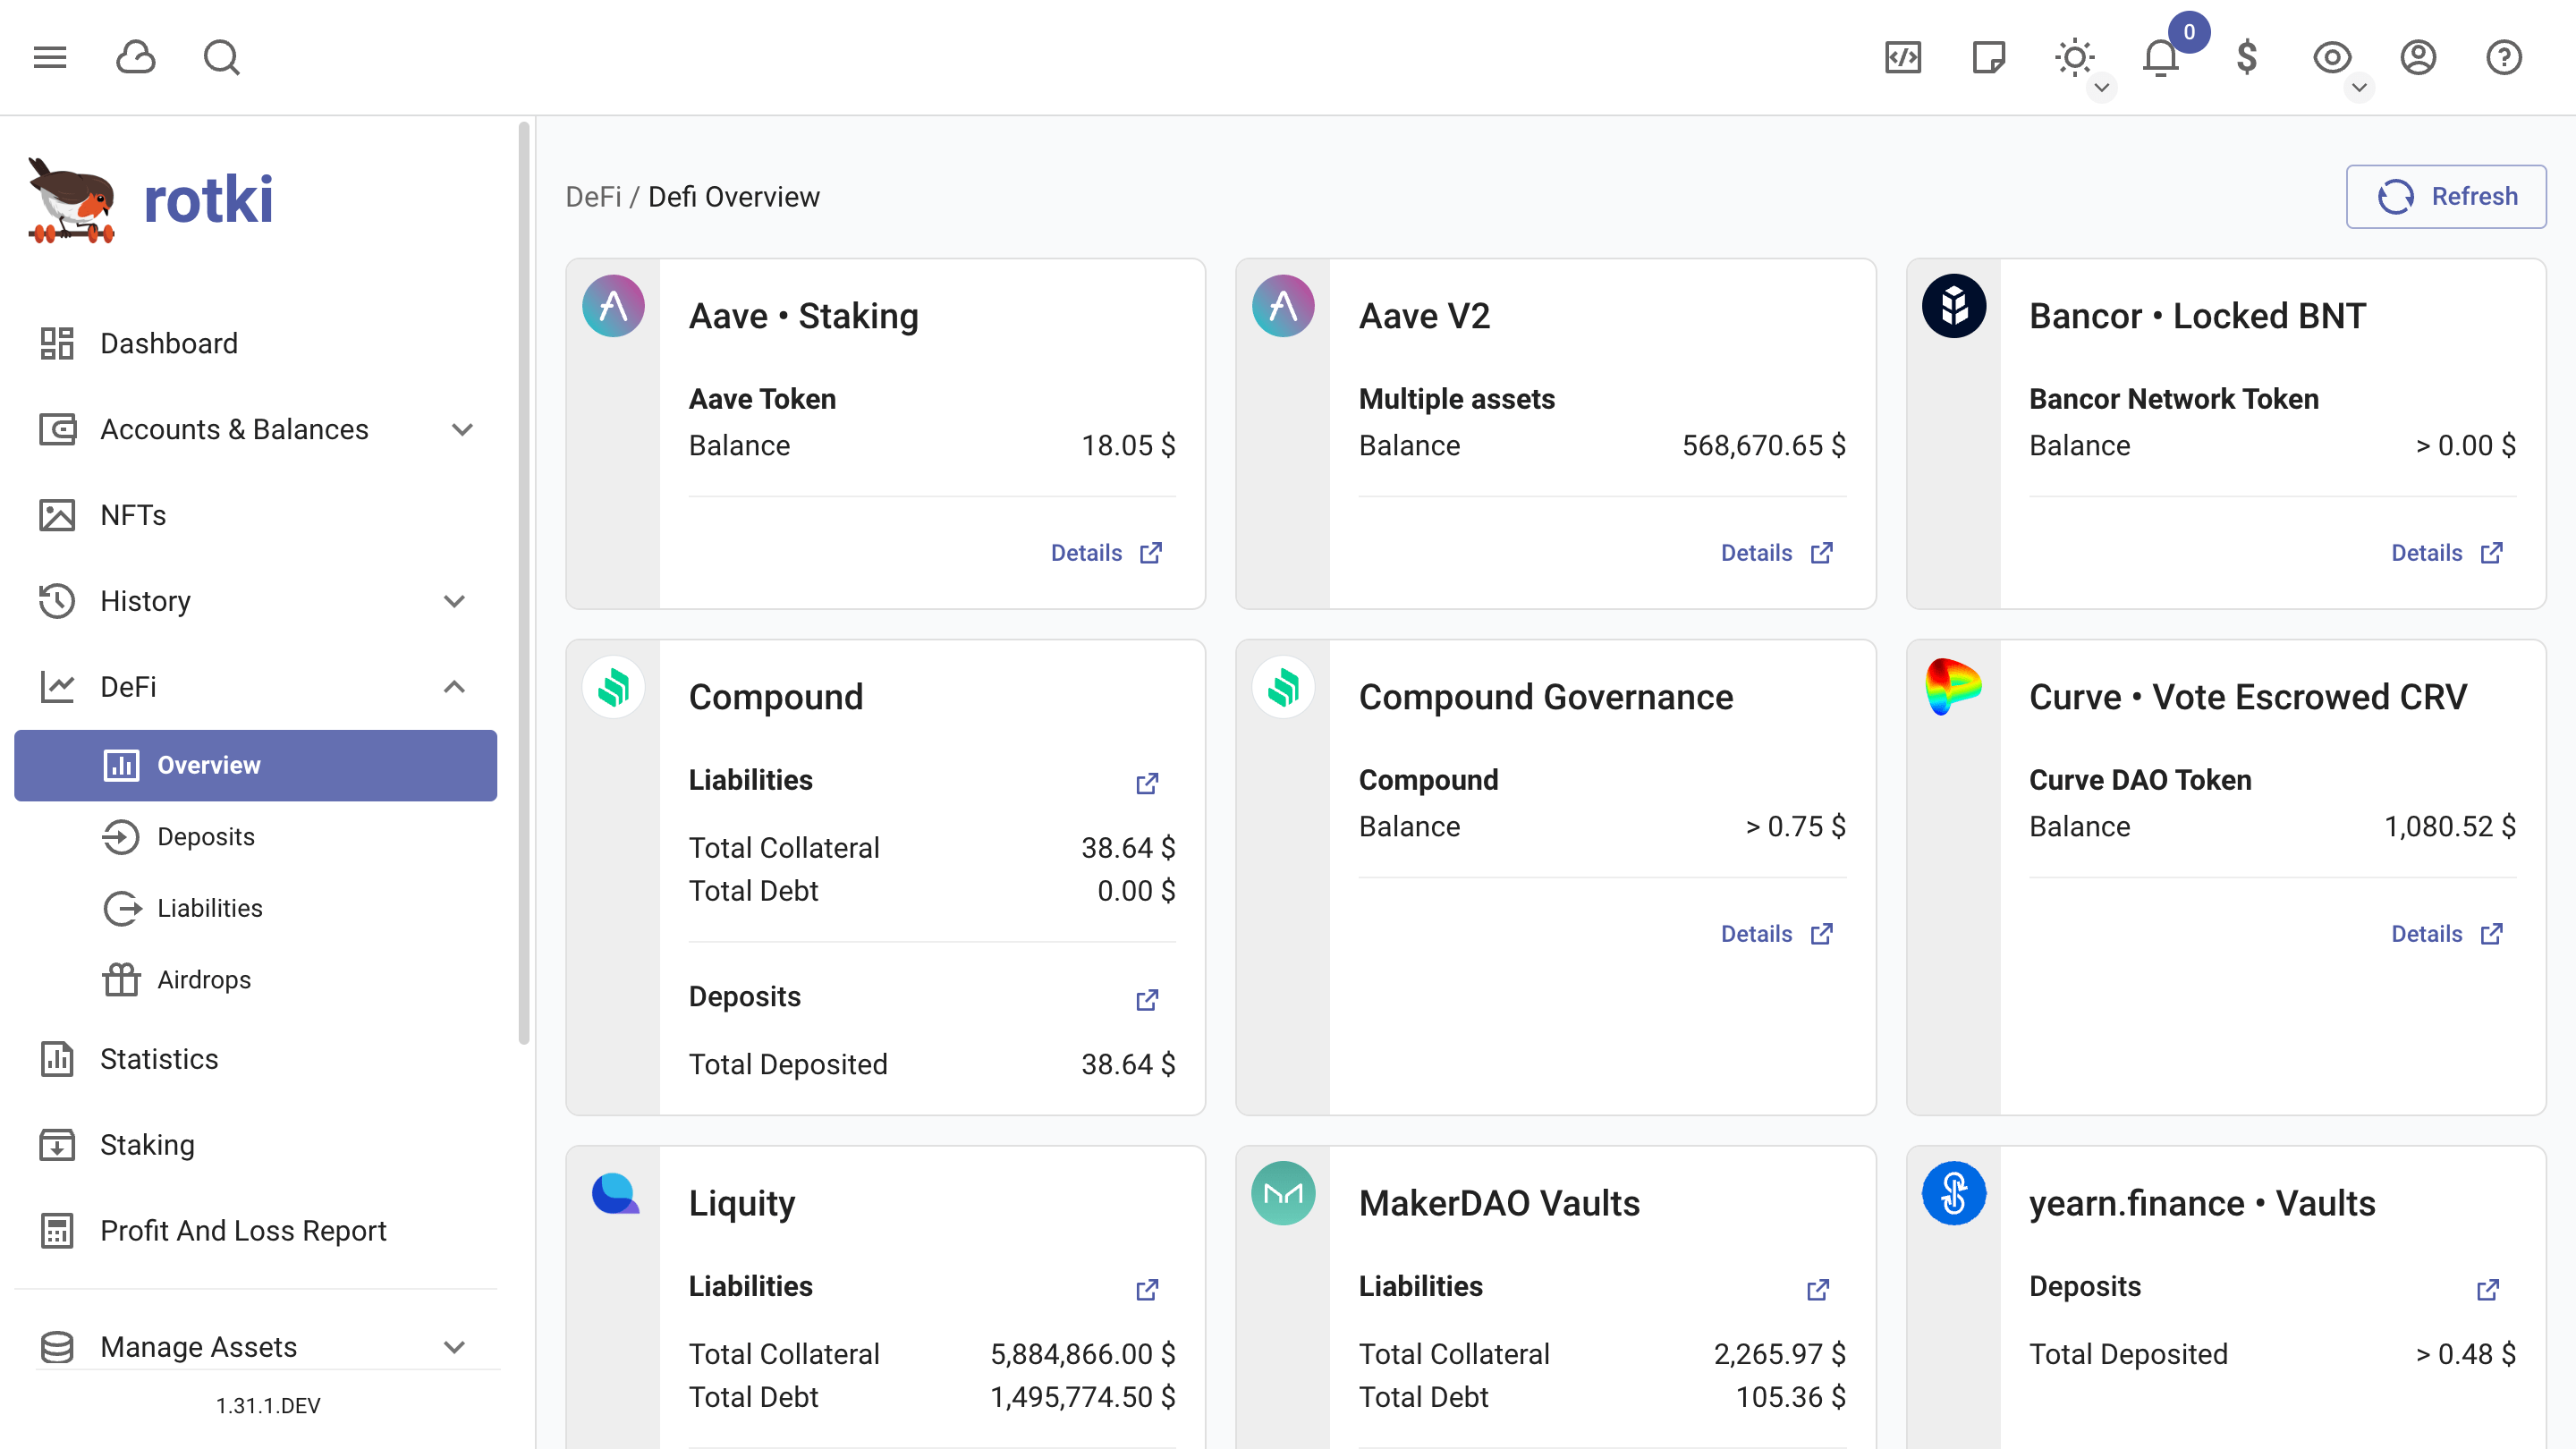 0
rotki
Dashboard
Accounts & Balances
NFTs
History
DeFi
Overview
Deposits
Liabilities
Airdrops
Statistics
Staking
Profit And Loss Report
Manage Assets
1.31.1.DEV
DeFi / Defi Overview
Refresh
Aave • Staking
Aave Token
Balance 18.05 $
Details
Aave V2
Multiple assets
Balance 568,670.65 $
Details
Bancor • Locked BNT
Bancor Network Token
Balance > 0.00 $
Details
Compound
Liabilities
Total Collateral 38.64 $
Total Debt 0.00 $
Deposits
Total Deposited 38.64 $
Compound Governance
Compound
Balance > 0.75 $
Details
Curve • Vote Escrowed CRV
Curve DAO Token
Balance 1,080.52 $
Details
Liquity
Liabilities
Total Collateral 5,884,866.00 $
Total Debt 1,495,774.50 $
MakerDAO Vaults
Liabilities
Total Collateral 2,265.97 $
Total Debt 105.36 $
yearn.finance • Vaults
Deposits
Total Deposited > 0.48 $